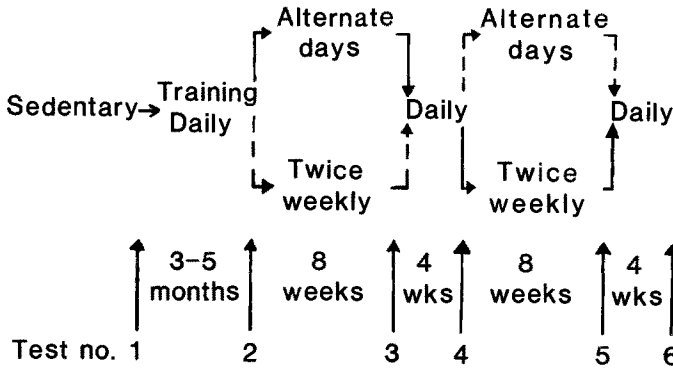 Alternate
days
Alternate
days
Sedentary
Training
Daily
Daily
Daily
Twice
weekly
Twice
weekly
3–5
months
8
weeks
4
wks
8
weeks
4
wks
Test no. 1 2 3 4 5 6